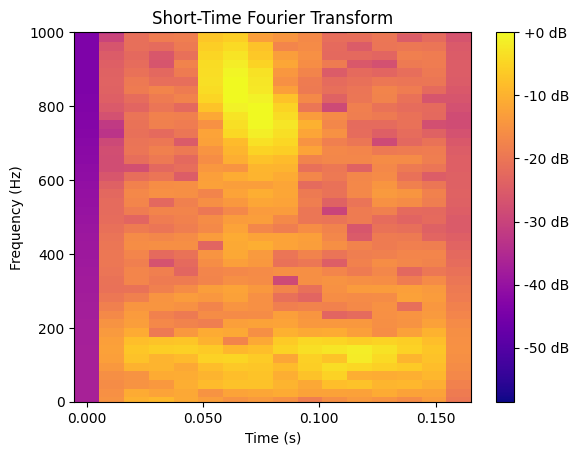 Short-Time Fourier Transform
1000
800
600
400
200
0
Frequency (Hz)
0.000
0.050
0.100
0.150
Time (s)
+0 dB
-10 dB
-20 dB
-30 dB
-40 dB
-50 dB